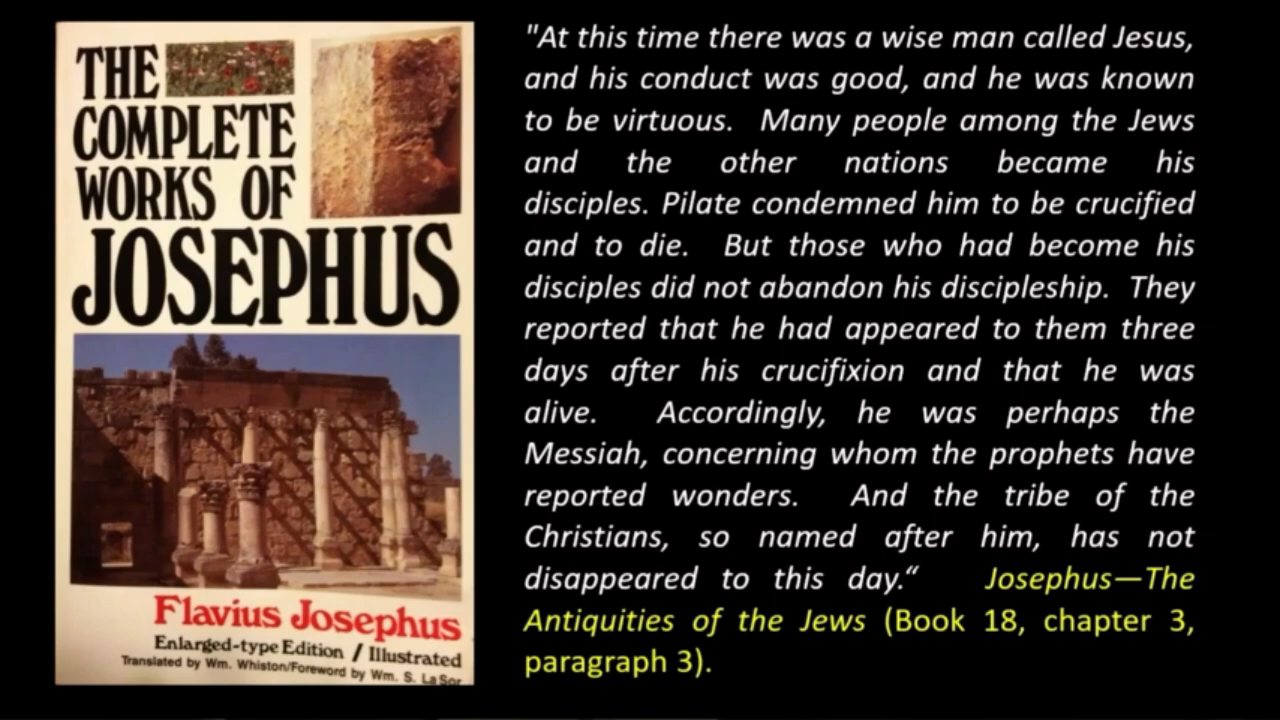 THE
COMPLETE
WORKS OF
JOSEPHUS
Flavius Josephus
Enlarged-type Edition / Illustrated
Translated by Wm. Whiston/Foreword by Wm. S. LaSor
"At this time there was a wise man called Jesus,
and his conduct was good, and he was known
to be virtuous. Many people among the Jews
and the other nations became his
disciples. Pilate condemned him to be crucified
and to die. But those who had become his
disciples did not abandon his discipleship. They
reported that he had appeared to them three
days after his crucifixion and that he was
alive. Accordingly, he was perhaps the
Messiah, concerning whom the prophets have
reported wonders. And the tribe of the
Christians, so named after him, has not
disappeared to this day.“ Josephus—The
Antiquities of the Jews (Book 18, chapter 3,
paragraph 3).